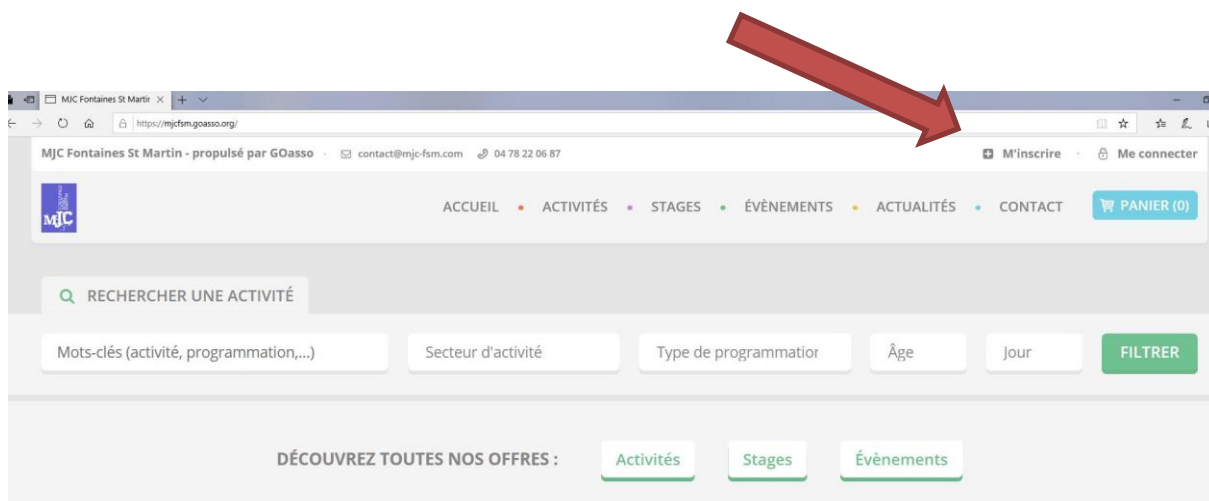 MJC Fontaines St Martin
https://mjcfsm.goasso.org/
MJC Fontaines St Martin - propulsé par GOasso · contact@mjc-fsm.com 04 78 22 06 87 M'inscrire · Me connecter
MJC ACCUEIL • ACTIVITÉS • STAGES • ÉVÈNEMENTS • ACTUALITÉS • CONTACT PANIER (0)
RECHERCHER UNE ACTIVITÉ
Mots-clés (activité, programmation,...) Secteur d'activité Type de programmation Âge Jour FILTRER
DÉCOUVREZ TOUTES NOS OFFRES : Activités Stages Évènements